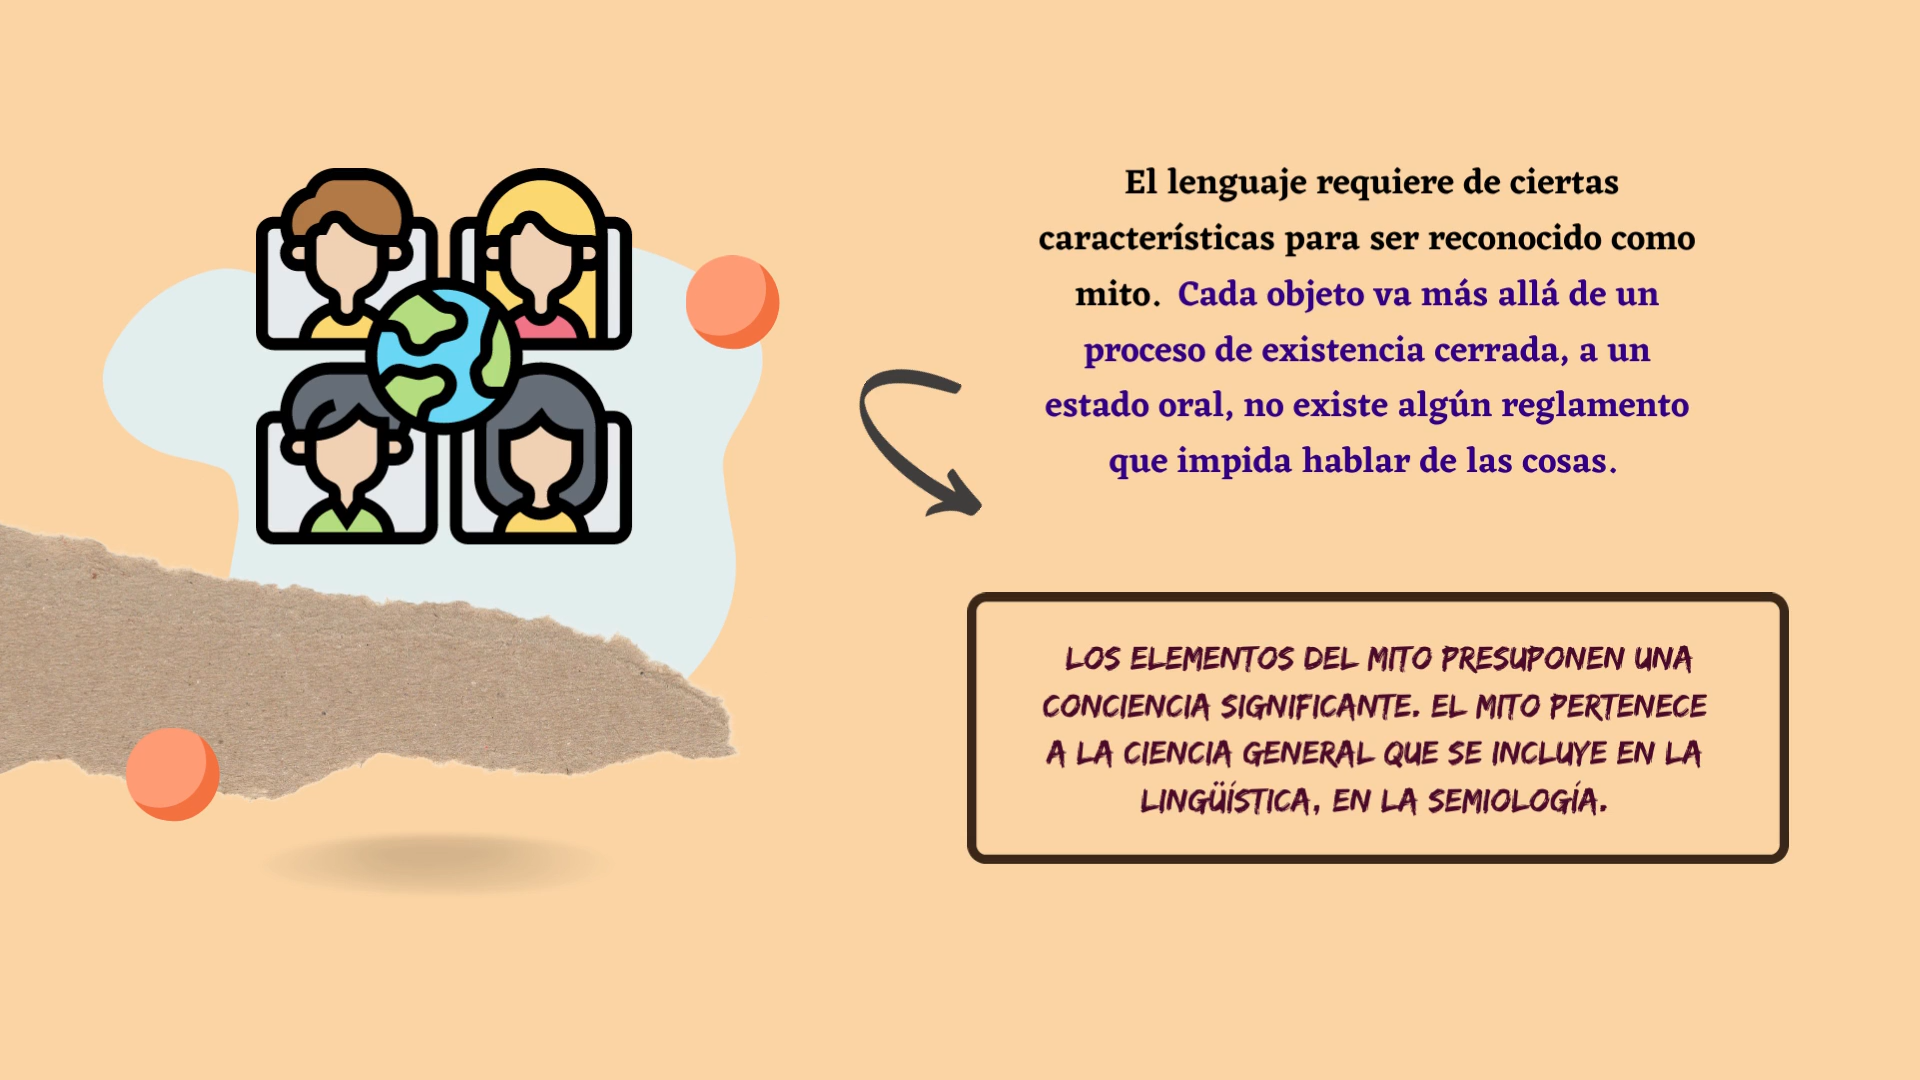 El lenguaje requiere de ciertas
características para ser reconocido como
mito. Cada objeto va más allá de un
proceso de existencia cerrada, a un
estado oral, no existe algún reglamento
que impida hablar de las cosas.
LOS ELEMENTOS DEL MITO PRESUPONEN UNA
CONCIENCIA SIGNIFICANTE. EL MITO PERTENECE
A LA CIENCIA GENERAL QUE SE INCLUYE EN LA
LINGÜÍSTICA, EN LA SEMIOLOGÍA.